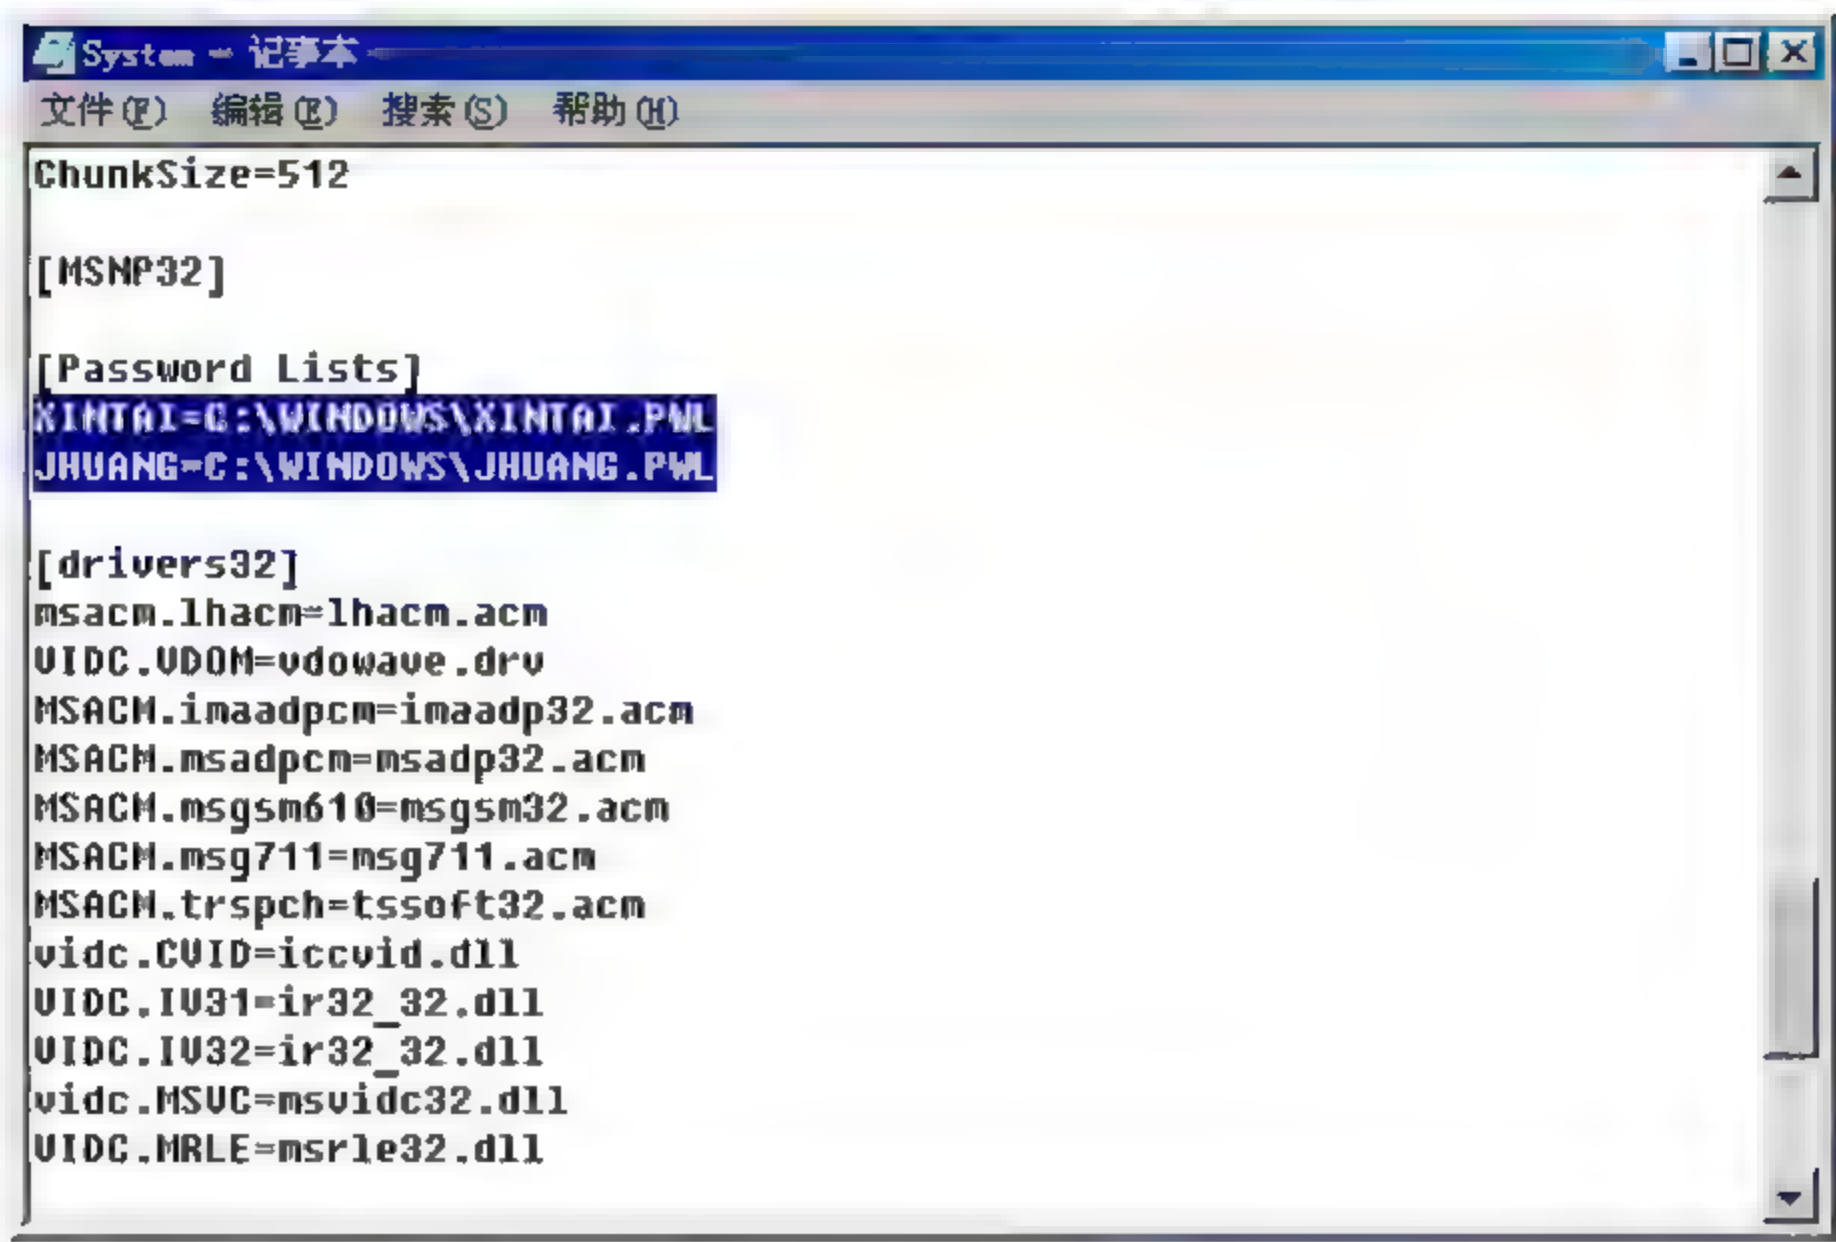 System - 记事本
文件(F) 编辑(E) 搜索(S) 帮助(H)
ChunkSize=512
[MSNP32]
[Password Lists]
XINTAI=C:\WINDOWS\XINTAI.PWL
JHUANG=C:\WINDOWS\JHUANG.PWL
[drivers32]
msacm.lhacm=lhacm.acm
VIDC.VDOM=vdowave.drv
MSACM.imaadpcm=imaadp32.acm
MSACM.msadpcm=msadp32.acm
MSACM.msgsm610=msgsm32.acm
MSACM.msg711=msg711.acm
MSACM.trspch=tssoft32.acm
vidc.CVID=iccvid.dll
VIDC.IV31=ir32_32.dll
VIDC.IV32=ir32_32.dll
vidc.MSVC=msvidc32.dll
VIDC.MRLE=msrle32.dll